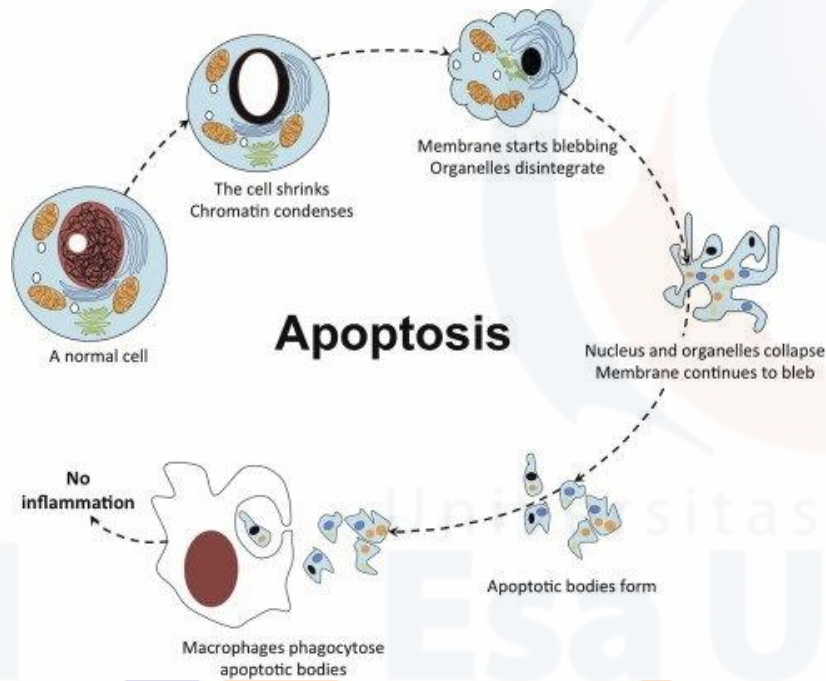 The cell shrinks
Chromatin condenses
Membrane starts blebbing
Organelles disintegrate
A normal cell
Apoptosis
Nucleus and organelles collapse
Membrane continues to bleb
Apoptotic bodies form
Macrophages phagocytose
apoptotic bodies
No
inflammation
Universitas
Esa U